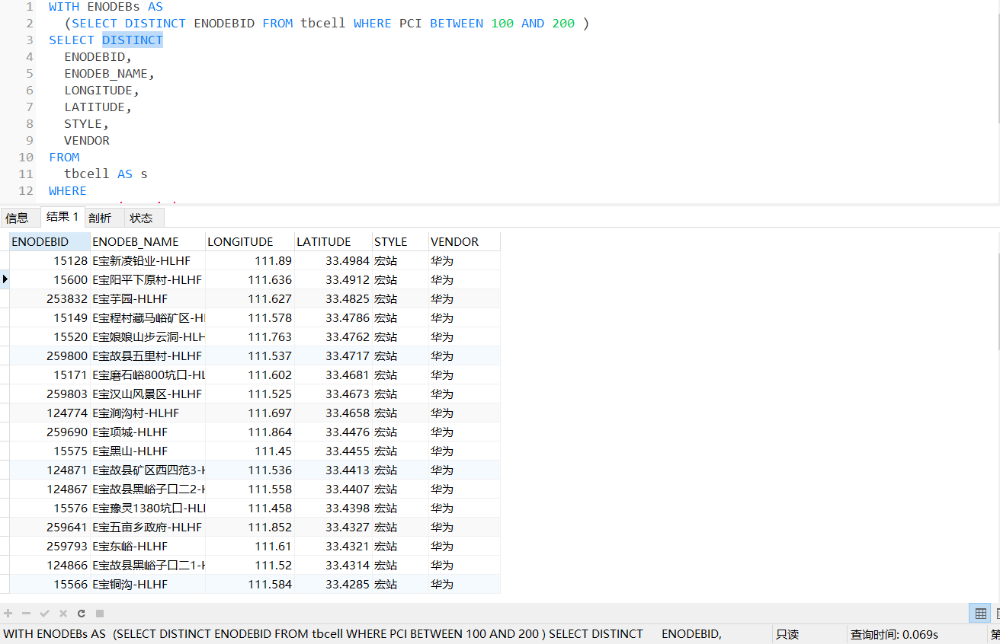 1 WITH ENODEBs AS
2 (SELECT DISTINCT ENODEBID FROM tbcell WHERE PCI BETWEEN 100 AND 200 )
3 SELECT DISTINCT
4 ENODEBID,
5 ENODEB_NAME,
6 LONGITUDE,
7 LATITUDE,
8 STYLE,
9 VENDOR
10 FROM
11 tbcell AS s
12 WHERE
信息 结果 1 剖析 状态
ENODEBID ENODEB_NAME LONGITUDE LATITUDE STYLE VENDOR
15128 E宝新凌铅业-HLHF 111.89 33.4984 宏站 华为
15600 E宝阳平下原村-HLHF 111.636 33.4912 宏站 华为
253832 E宝芋园-HLHF 111.627 33.4825 宏站 华为
15149 E宝程村藏马峪矿区-HI 111.578 33.4786 宏站 华为
15520 E宝娘娘山步云洞-HLH 111.763 33.4762 宏站 华为
259800 E宝故县五里村-HLHF 111.537 33.4717 宏站 华为
15171 E宝磨石峪800坑口-HL 111.602 33.4681 宏站 华为
259803 E宝汉山风景区-HLHF 111.525 33.4673 宏站 华为
124774 E宝涧沟村-HLHF 111.697 33.4658 宏站 华为
259690 E宝项城-HLHF 111.864 33.4476 宏站 华为
15575 E宝黑山-HLHF 111.45 33.4455 宏站 华为
124871 E宝故县矿区西四范3-H 111.536 33.4413 宏站 华为
124867 E宝故县黑峪子口二2-H 111.558 33.4407 宏站 华为
15576 E宝豫灵1380坑口-HLI 111.458 33.4398 宏站 华为
259641 E宝五亩乡政府-HLHF 111.852 33.4327 宏站 华为
259793 E宝东峪-HLHF 111.61 33.4321 宏站 华为
124866 E宝故县黑峪子口二1-H 111.52 33.4314 宏站 华为
15566 E宝铜沟-HLHF 111.584 33.4285 宏站 华为
WITH ENODEBs AS (SELECT DISTINCT ENODEBID FROM tbcell WHERE PCI BETWEEN 100 AND 200 ) SELECT DISTINCT ENODEBID, 只读 查询时间: 0.069s 第